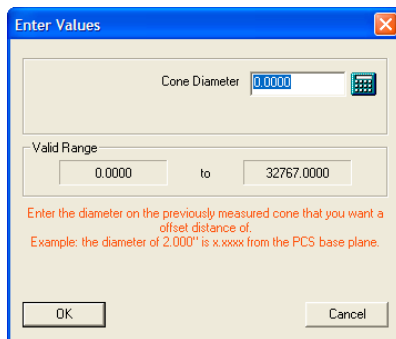 Enter Values
Cone Diameter 0.0000
Valid Range
0.0000 to 32767.0000
Enter the diameter on the previously measured cone that you want a
offset distance of.
Example: the diameter of 2.000" is x.xxxx from the PCS base plane.
OK Cancel